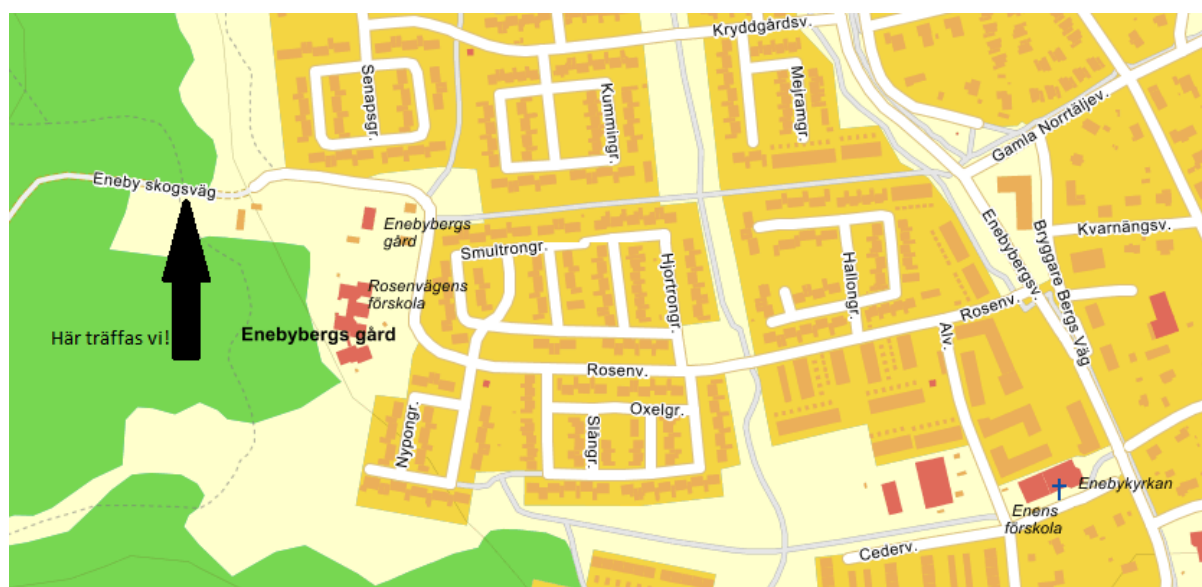 Kryddgårdsv.
Senapsgr.
Kummingr.
Mejramgr.
Gamla Norrtäljev.
Eneby skogsväg
Enebybergs
gård
Smultrongr.
Hjortrongr.
Hallongr.
Enebybergsv.
Bryggare Bergs Väg
Kvarnängsv.
Rosenvägens
förskola
Här träffas vi!
Enebybergs gård
Rosenv.
Alv.
Rosenv.
Oxelgr.
Nypongr.
Slångr.
Enebykyrkan
Enens
förskola
Cederv.